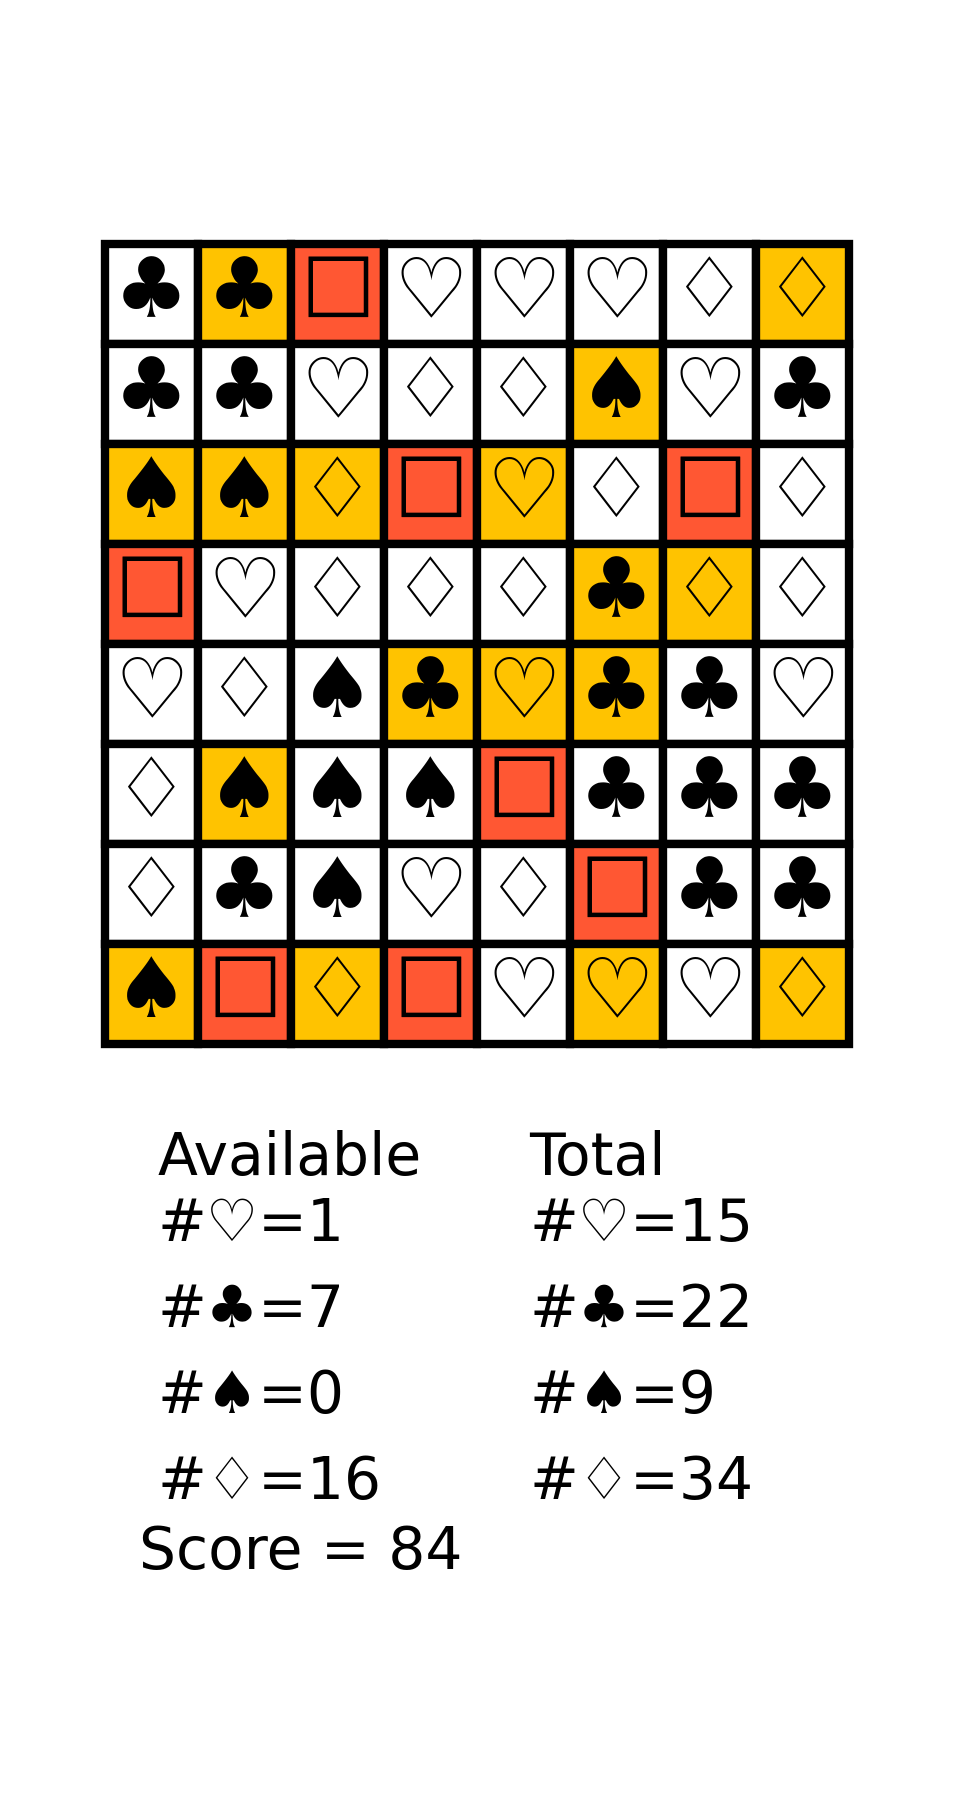 ♣ ♣ □ ♡ ♡ ♡ ♢ ♢
♣ ♣ ♡ ♢ ♢ ♠ ♡ ♣
♠ ♠ ♢ □ ♡ ♢ □ ♢
□ ♡ ♢ ♢ ♢ ♣ ♢ ♢
♡ ♢ ♠ ♣ ♡ ♣ ♣ ♡
♢ ♠ ♠ ♠ □ ♣ ♣ ♣
♢ ♣ ♠ ♡ ♢ □ ♣ ♣
♠ □ ♢ □ ♡ ♡ ♡ ♢
Available Total
#♡=1 #♡=15
#♣=7 #♣=22
#♠=0 #♠=9
#♢=16 #♢=34
Score = 84